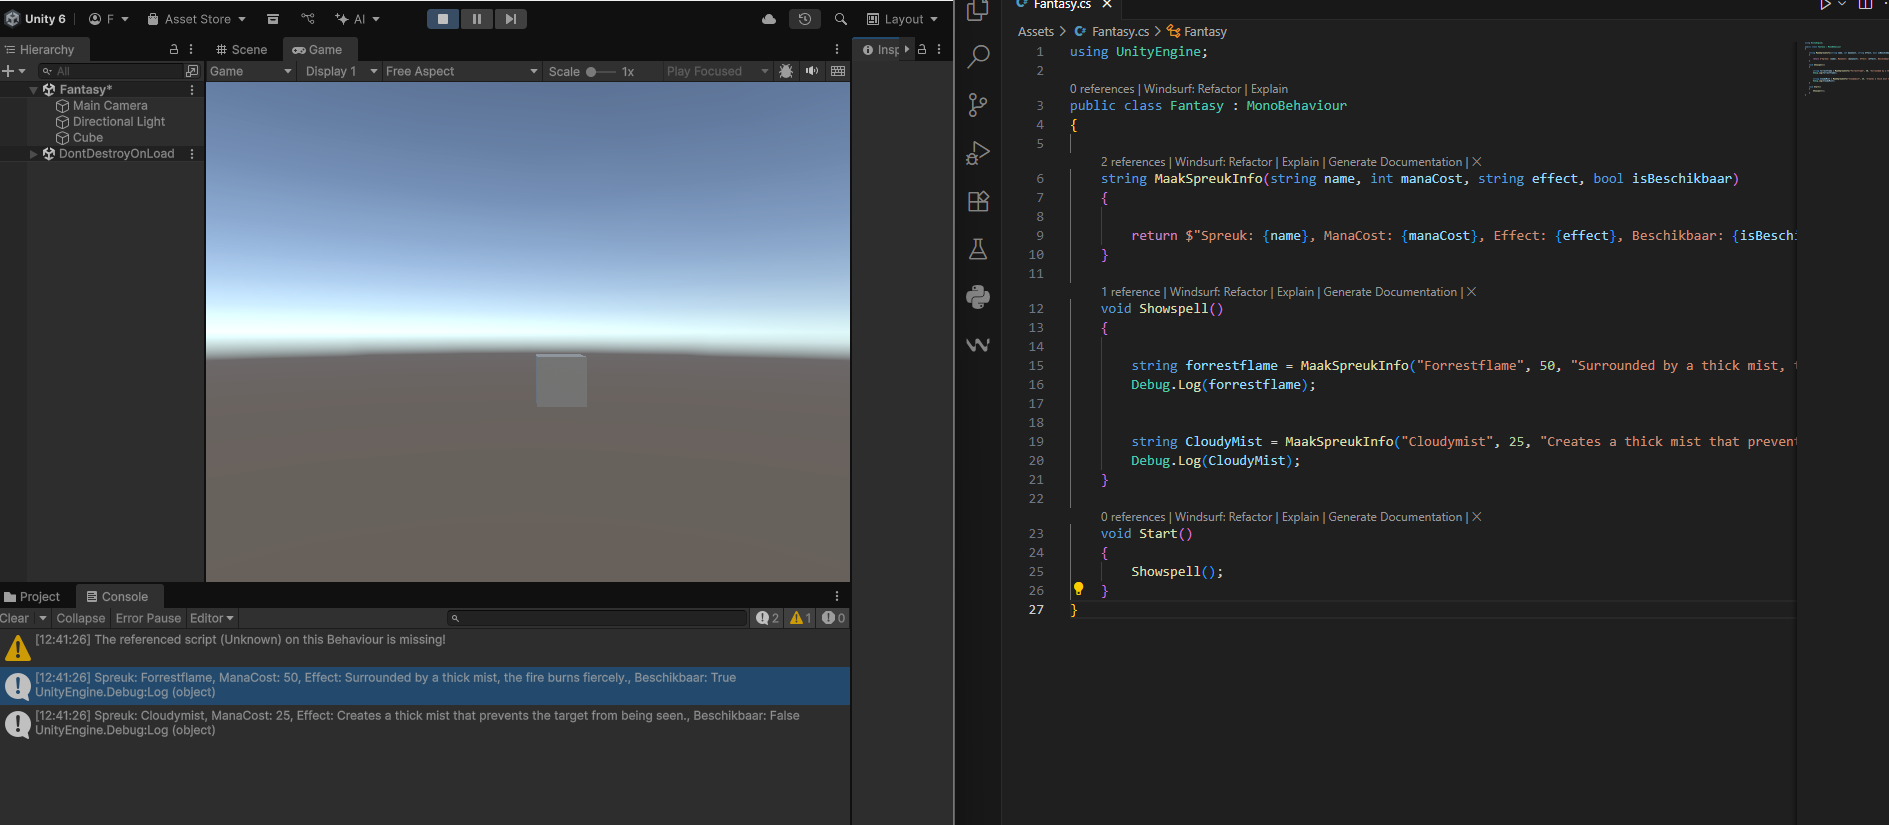 Unity 6
F
Asset Store
AI
Layout
Hierarchy
Scene
Game
Insp
All
Game
Display 1
Free Aspect
Scale
1x
Play Focused
Fantasy*
Main Camera
Directional Light
Cube
DontDestroyOnLoad
Project
Console
Clear
Collapse
Error Pause
Editor
2
1
0
[12:41:26] The referenced script (Unknown) on this Behaviour is missing!
[12:41:26] Spreuk: Forrestflame, ManaCost: 50, Effect: Surrounded by a thick mist, the fire burns fiercely., Beschikbaar: True
UnityEngine.Debug:Log (object)
[12:41:26] Spreuk: Cloudymist, ManaCost: 25, Effect: Creates a thick mist that prevents the target from being seen., Beschikbaar: False
UnityEngine.Debug:Log (object)
Fantasy.cs
Assets > Fantasy.cs > Fantasy
1 using UnityEngine;
2
0 references | Windsurf: Refactor | Explain
3 public class Fantasy : MonoBehaviour
4 {
5
2 references | Windsurf: Refactor | Explain | Generate Documentation | X
6 string MaakSpreukInfo(string name, int manaCost, string effect, bool isBeschikbaar)
7 {
8
9 return $"Spreuk: {name}, ManaCost: {manaCost}, Effect: {effect}, Beschikbaar: {isBeschi
10 }
11
1 reference | Windsurf: Refactor | Explain | Generate Documentation | X
12 void Showspell()
13 {
14
15 string forrestflame = MaakSpreukInfo("Forrestflame", 50, "Surrounded by a thick mist,
16 Debug.Log(forrestflame);
17
18
19 string CloudyMist = MaakSpreukInfo("Cloudymist", 25, "Creates a thick mist that preven
20 Debug.Log(CloudyMist);
21 }
22
0 references | Windsurf: Refactor | Explain | Generate Documentation | X
23 void Start()
24 {
25 Showspell();
26 }
27 }